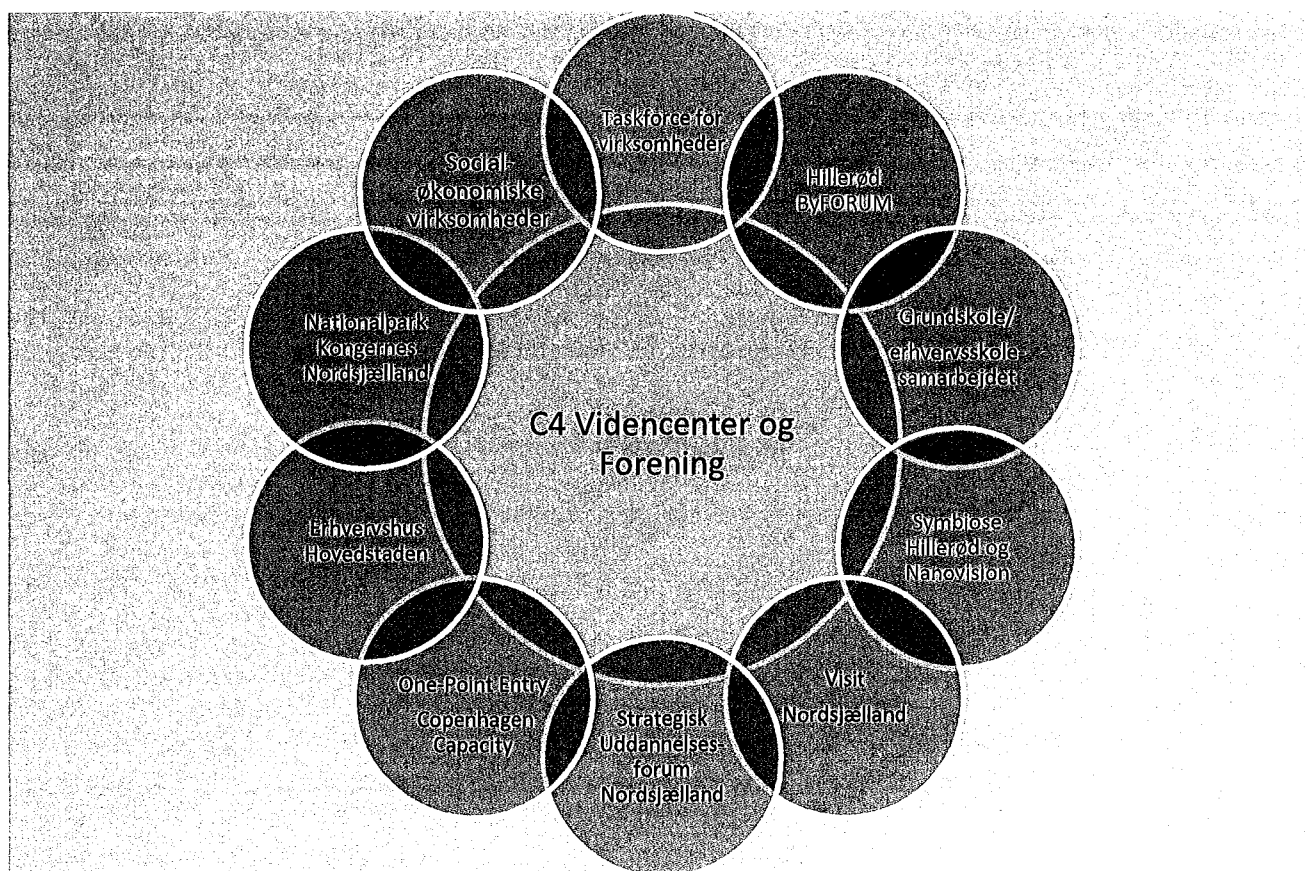 Taskforce for
virksomheder
Hillerød
ByFORUM
Grundskole/
erhvervsskole-
samarbejdet
Symbiose
Hillerød og
Nanovision
Visit
Nordsjælland
Strategisk
Uddannelses-
forum
Nordsjælland
One-Point Entry
Copenhagen
Capacity
Erhvervshus
Hovedstaden
Nationalpark
Kongernes
Nordsjælland
Social-
økonomiske
virksomheder
C4 Videncenter og
Forening